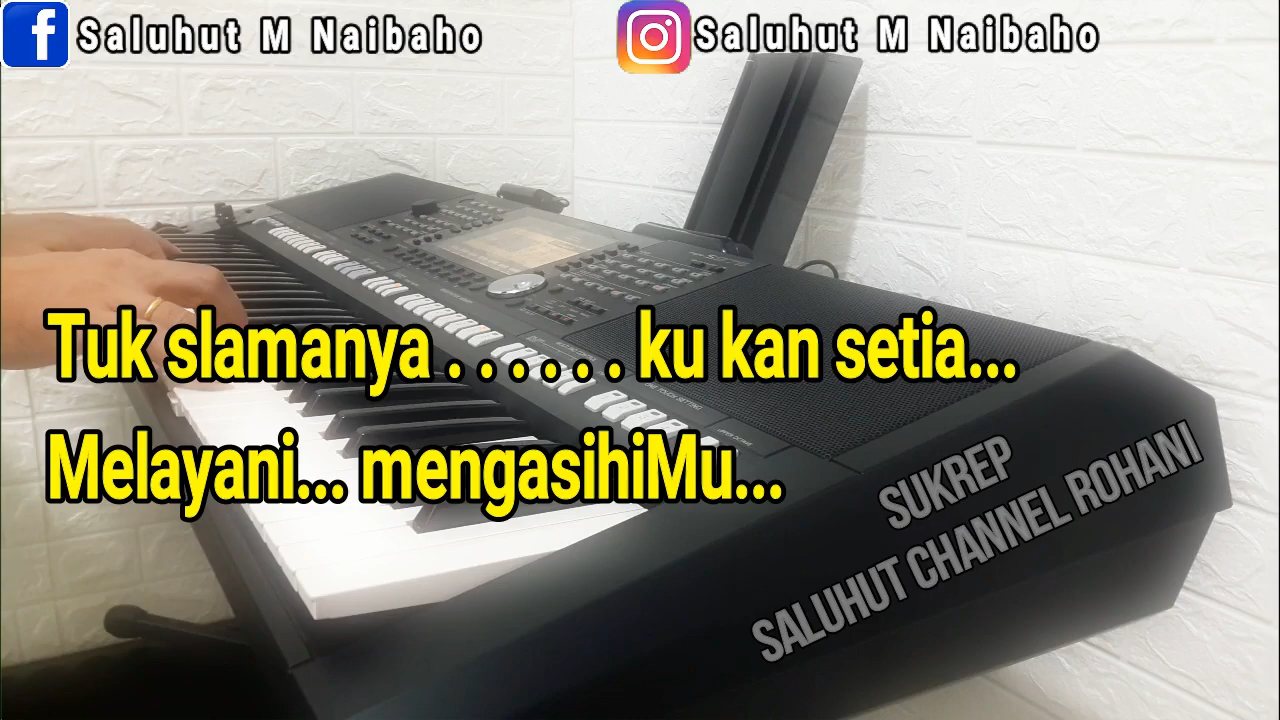 Saluhut M Naibaho
Saluhut M Naibaho
Tuk slamanya . . . . . . ku kan setia...
Melayani... mengasihiMu...
SUKREP
SALUHUT CHANNEL ROHANI